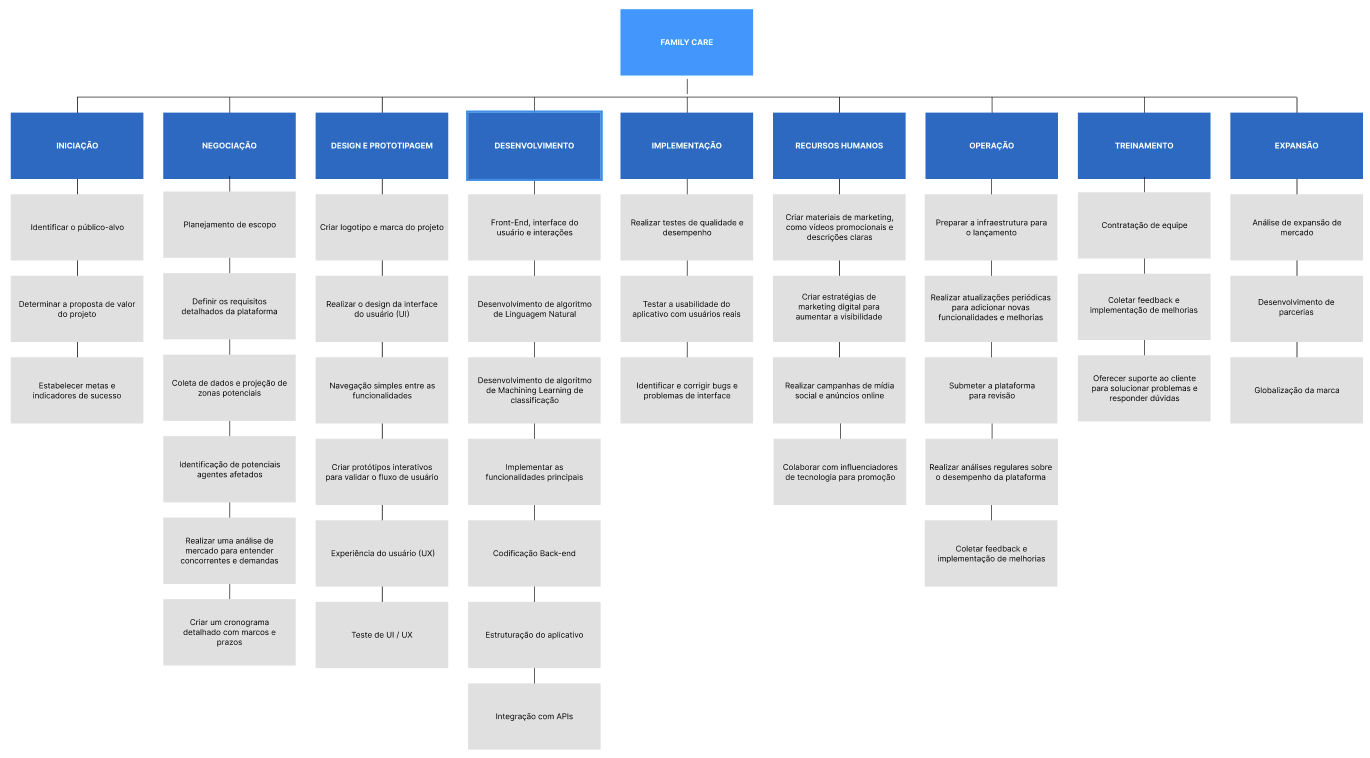 FAMILY CARE
INICIAÇÃO
Identificar o público-alvo
Determinar a proposta de valor
do projeto
Estabelecer metas e
indicadores de sucesso
NEGOCIAÇÃO
Planejamento de escopo
Definir os requisitos
detalhados da plataforma
Coleta de dados e projeção de
zonas potenciais
Identificação de potenciais
agentes afetados
Realizar uma análise de
mercado para entender
concorrentes e demandas
Criar um cronograma
detalhado com marcos e
prazos
DESIGN E PROTOTIPAGEM
Criar logotipo e marca do projeto
Realizar o design da interface
do usuário (UI)
Navegação simples entre as
funcionalidades
Criar protótipos interativos
para validar o fluxo de usuário
Experiência do usuário (UX)
Teste de UI / UX
DESENVOLVIMENTO
Front-End, interface do
usuário e interações
Desenvolvimento de algoritmo
de Linguagem Natural
Desenvolvimento de algoritmo
de Machining Learning de
classificação
Implementar as
funcionalidades principais
Codificação Back-end
Estruturação do aplicativo
Integração com APIs
IMPLEMENTAÇÃO
Realizar testes de qualidade e
desempenho
Testar a usabilidade do
aplicativo com usuários reais
Identificar e corrigir bugs e
problemas de interface
RECURSOS HUMANOS
Criar materiais de marketing,
como vídeos promocionais e
descrições claras
Criar estratégias de
marketing digital para
aumentar a visibilidade
Realizar campanhas de mídia
social e anúncios online
Colaborar com influenciadores
de tecnologia para promoção
OPERAÇÃO
Preparar a infraestrutura para
o lançamento
Realizar atualizações periódicas
para adicionar novas
funcionalidades e melhorias
Submeter a plataforma
para revisão
Realizar análises regulares sobre
o desempenho da plataforma
Coletar feedback e
implementação de melhorias
TREINAMENTO
Contratação de equipe
Coletar feedback e
implementação de melhorias
Oferecer suporte ao cliente
para solucionar problemas e
responder dúvidas
EXPANSÃO
Análise de expansão de
mercado
Desenvolvimento de
parcerias
Globalização da marca